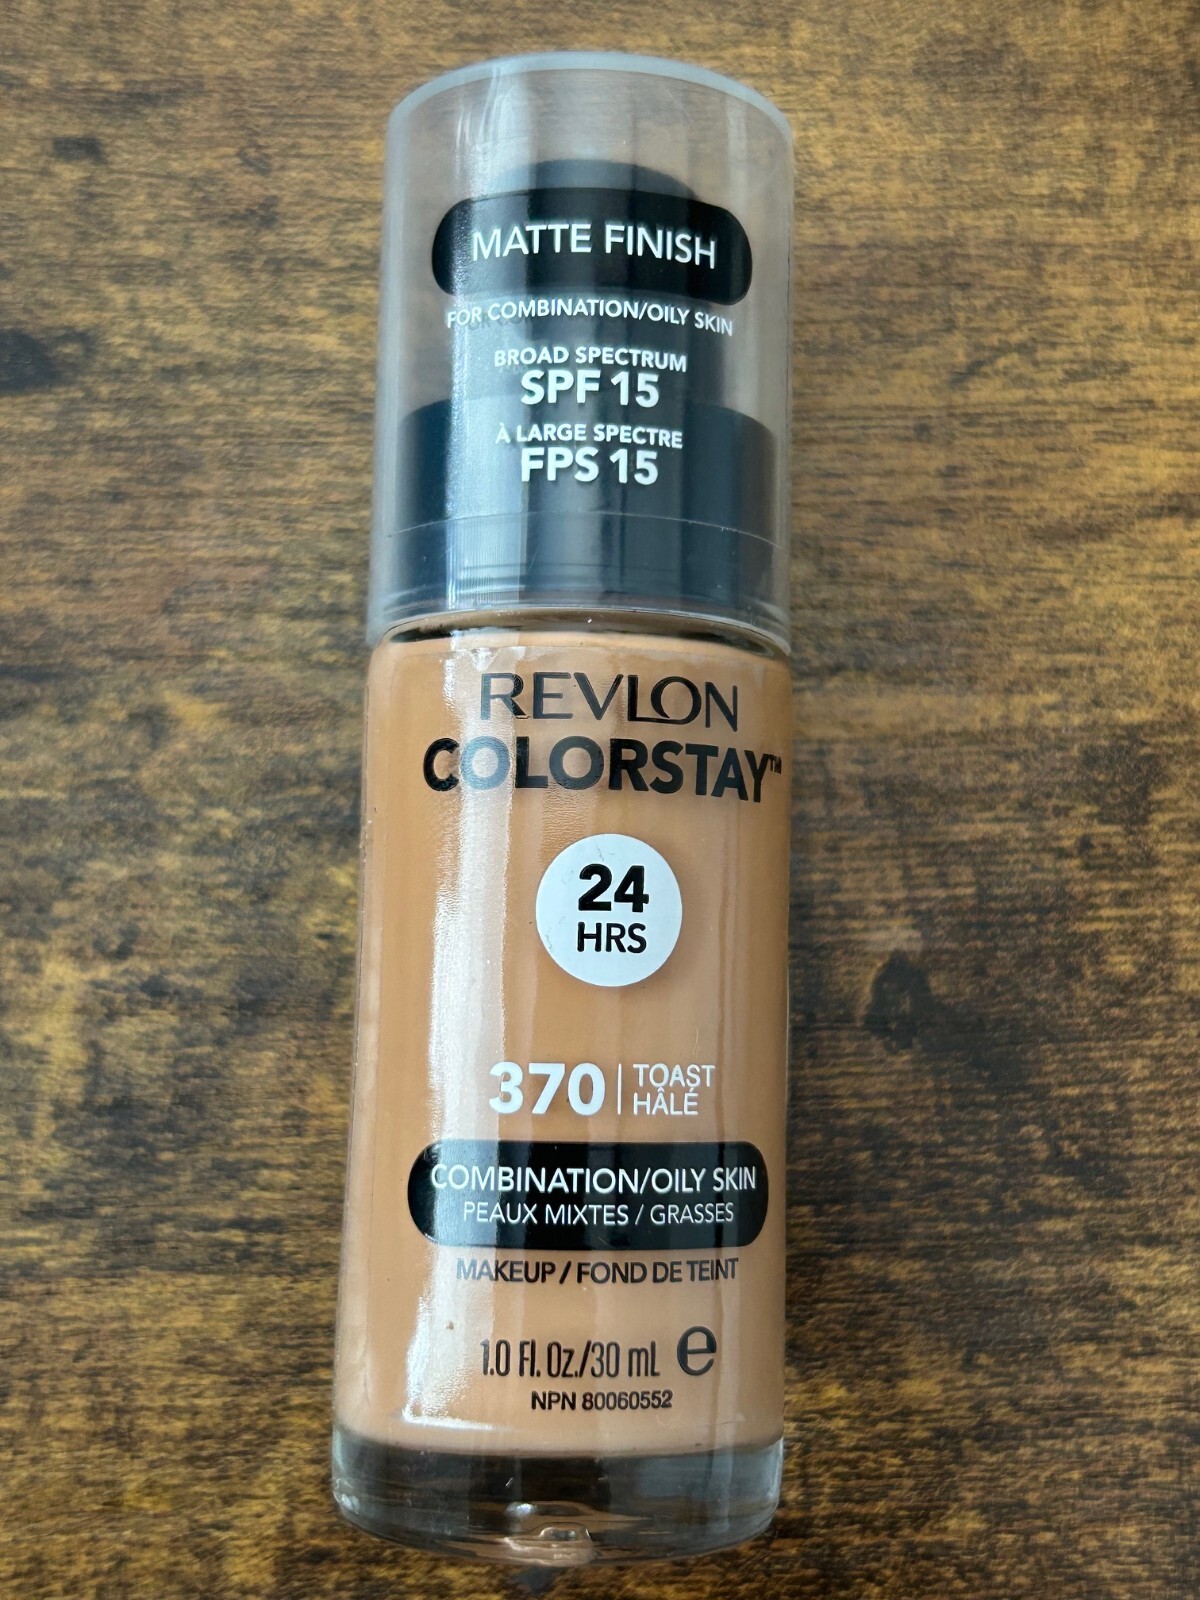 MATTE FINISH
FOR COMBINATION/OILY SKIN
BROAD SPECTRUM
SPF 15
À LARGE SPECTRE
FPS 15
REVLON
COLORSTAY™
24
HRS
370 | TOAST
HÂLÉ
COMBINATION/OILY SKIN
PEAUX MIXTES / GRASSES
MAKEUP / FOND DE TEINT
1.0 Fl. Oz./30 mL e
NPN 80060552